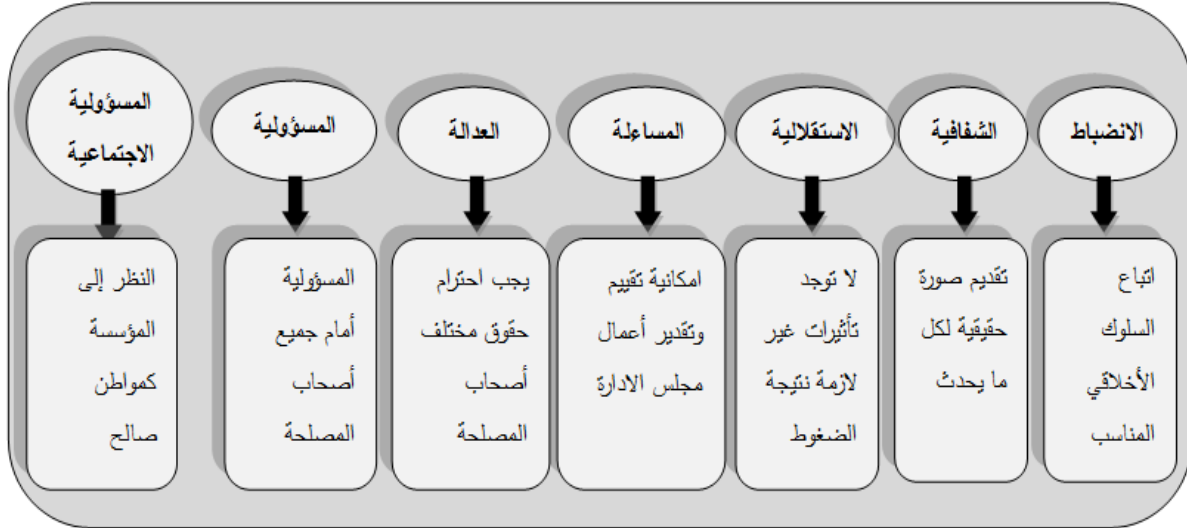 الانضباط
اتباع
السلوك
الأخلاقي
المناسب
الشفافية
تقديم صورة
حقيقية لكل
ما يحدث
الاستقلالية
لا توجد
تأثيرات غير
لازمة نتيجة
الضغوط
المساءلة
امكانية تقييم
وتقدير أعمال
مجلس الادارة
العدالة
يجب احترام
حقوق مختلف
أصحاب
المصلحة
المسؤولية
المسؤولية
أمام جميع
أصحاب
المصلحة
المسؤولية
الاجتماعية
النظر إلى
المؤسسة
كمواطن
صالح